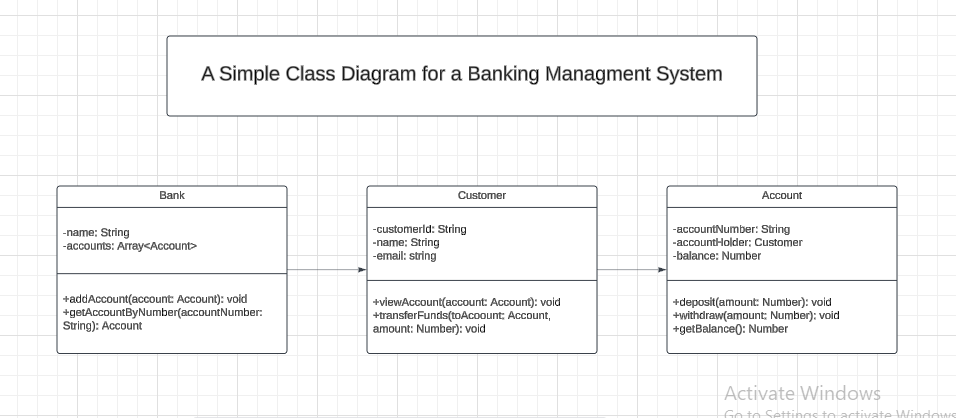 A Simple Class Diagram for a Banking Managment System
Bank
-name: String
-accounts: Array<Account>
+addAccount(account: Account): void
+getAccountByNumber(accountNumber:
String): Account
Customer
-customerId: String
-name: String
-email: string
+viewAccount(account: Account): void
+transferFunds(toAcoount: Account,
amount: Number): void
Account
-accountNumber: String
-accountHolder: Customer
-balance: Number
+deposit(amount: Number): void
+withdraw(amount: Number): void
+getBalance(): Number
Activate Windows
Go to Settings to activate Windows